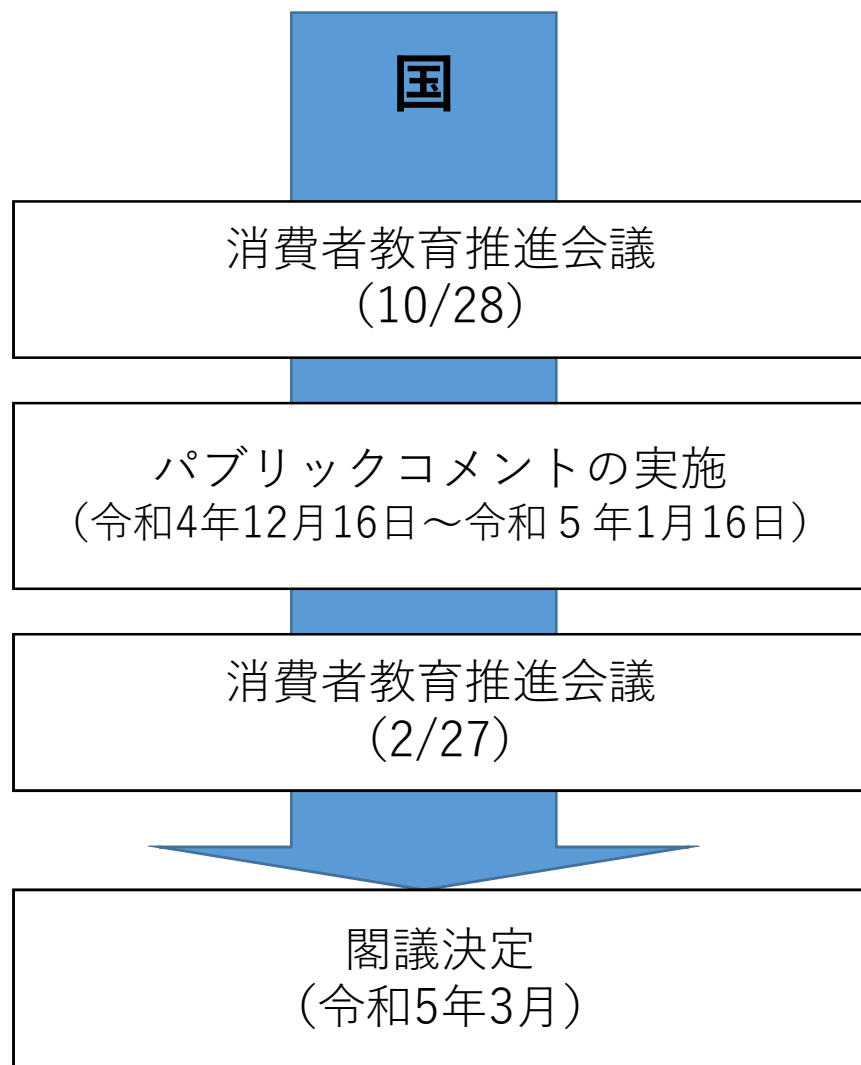 国
消費者教育推進会議
(10/28)
パブリックコメントの実施
(令和4年12月16日～令和５年1月16日)
消費者教育推進会議
(2/27)
閣議決定
(令和5年3月)